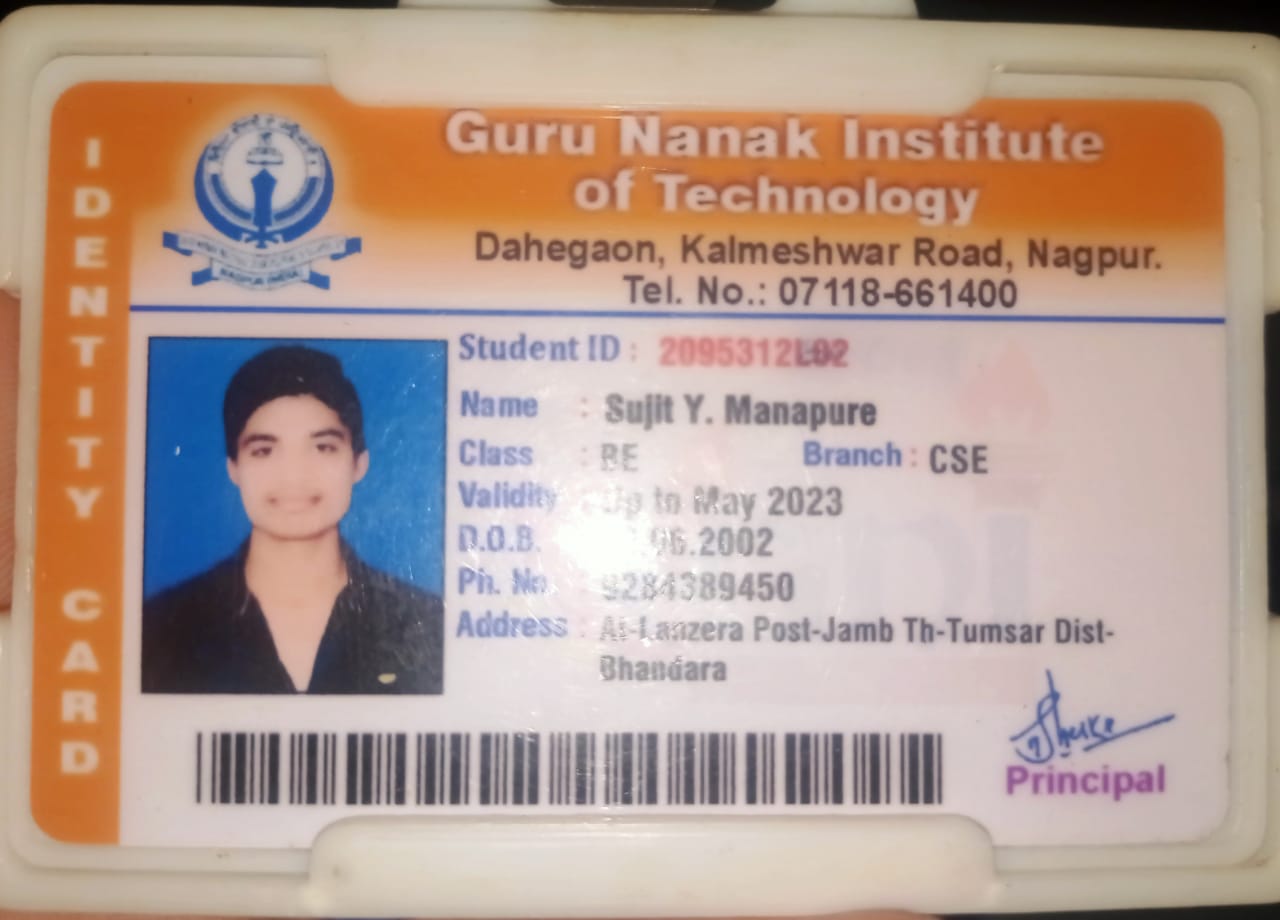 IDENTITY CARD
Guru Nanak Institute
of Technology
Dahegaon, Kalmeshwar Road, Nagpur.
Tel. No.: 07118-661400
Student ID : 2095312L02
Name : Sujit Y. Manapure
Class : BE Branch : CSE
Validity : Up to May 2023
D.O.B. .06.2002
Ph. No. 9284389450
Address : At-Lanzera Post-Jamb Th-Tumsar Dist-
Bhandara
Principal